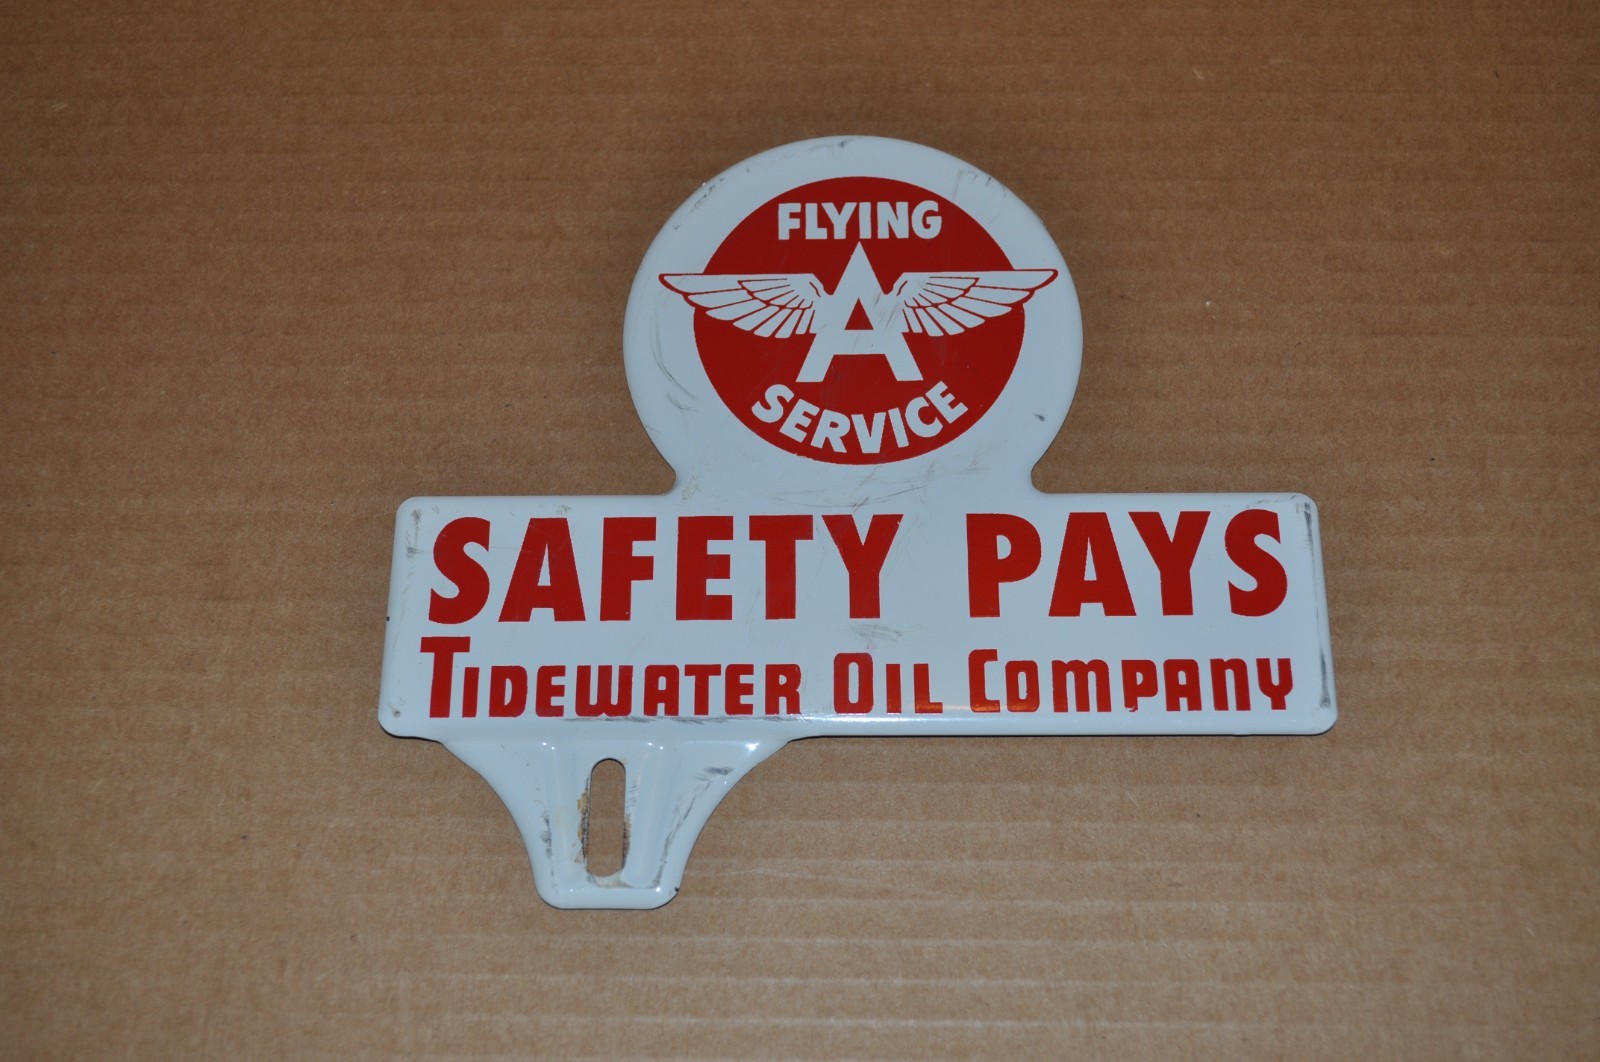 FLYING
A
SERVICE
SAFETY PAYS
TIDEWATER OIL COMPANY